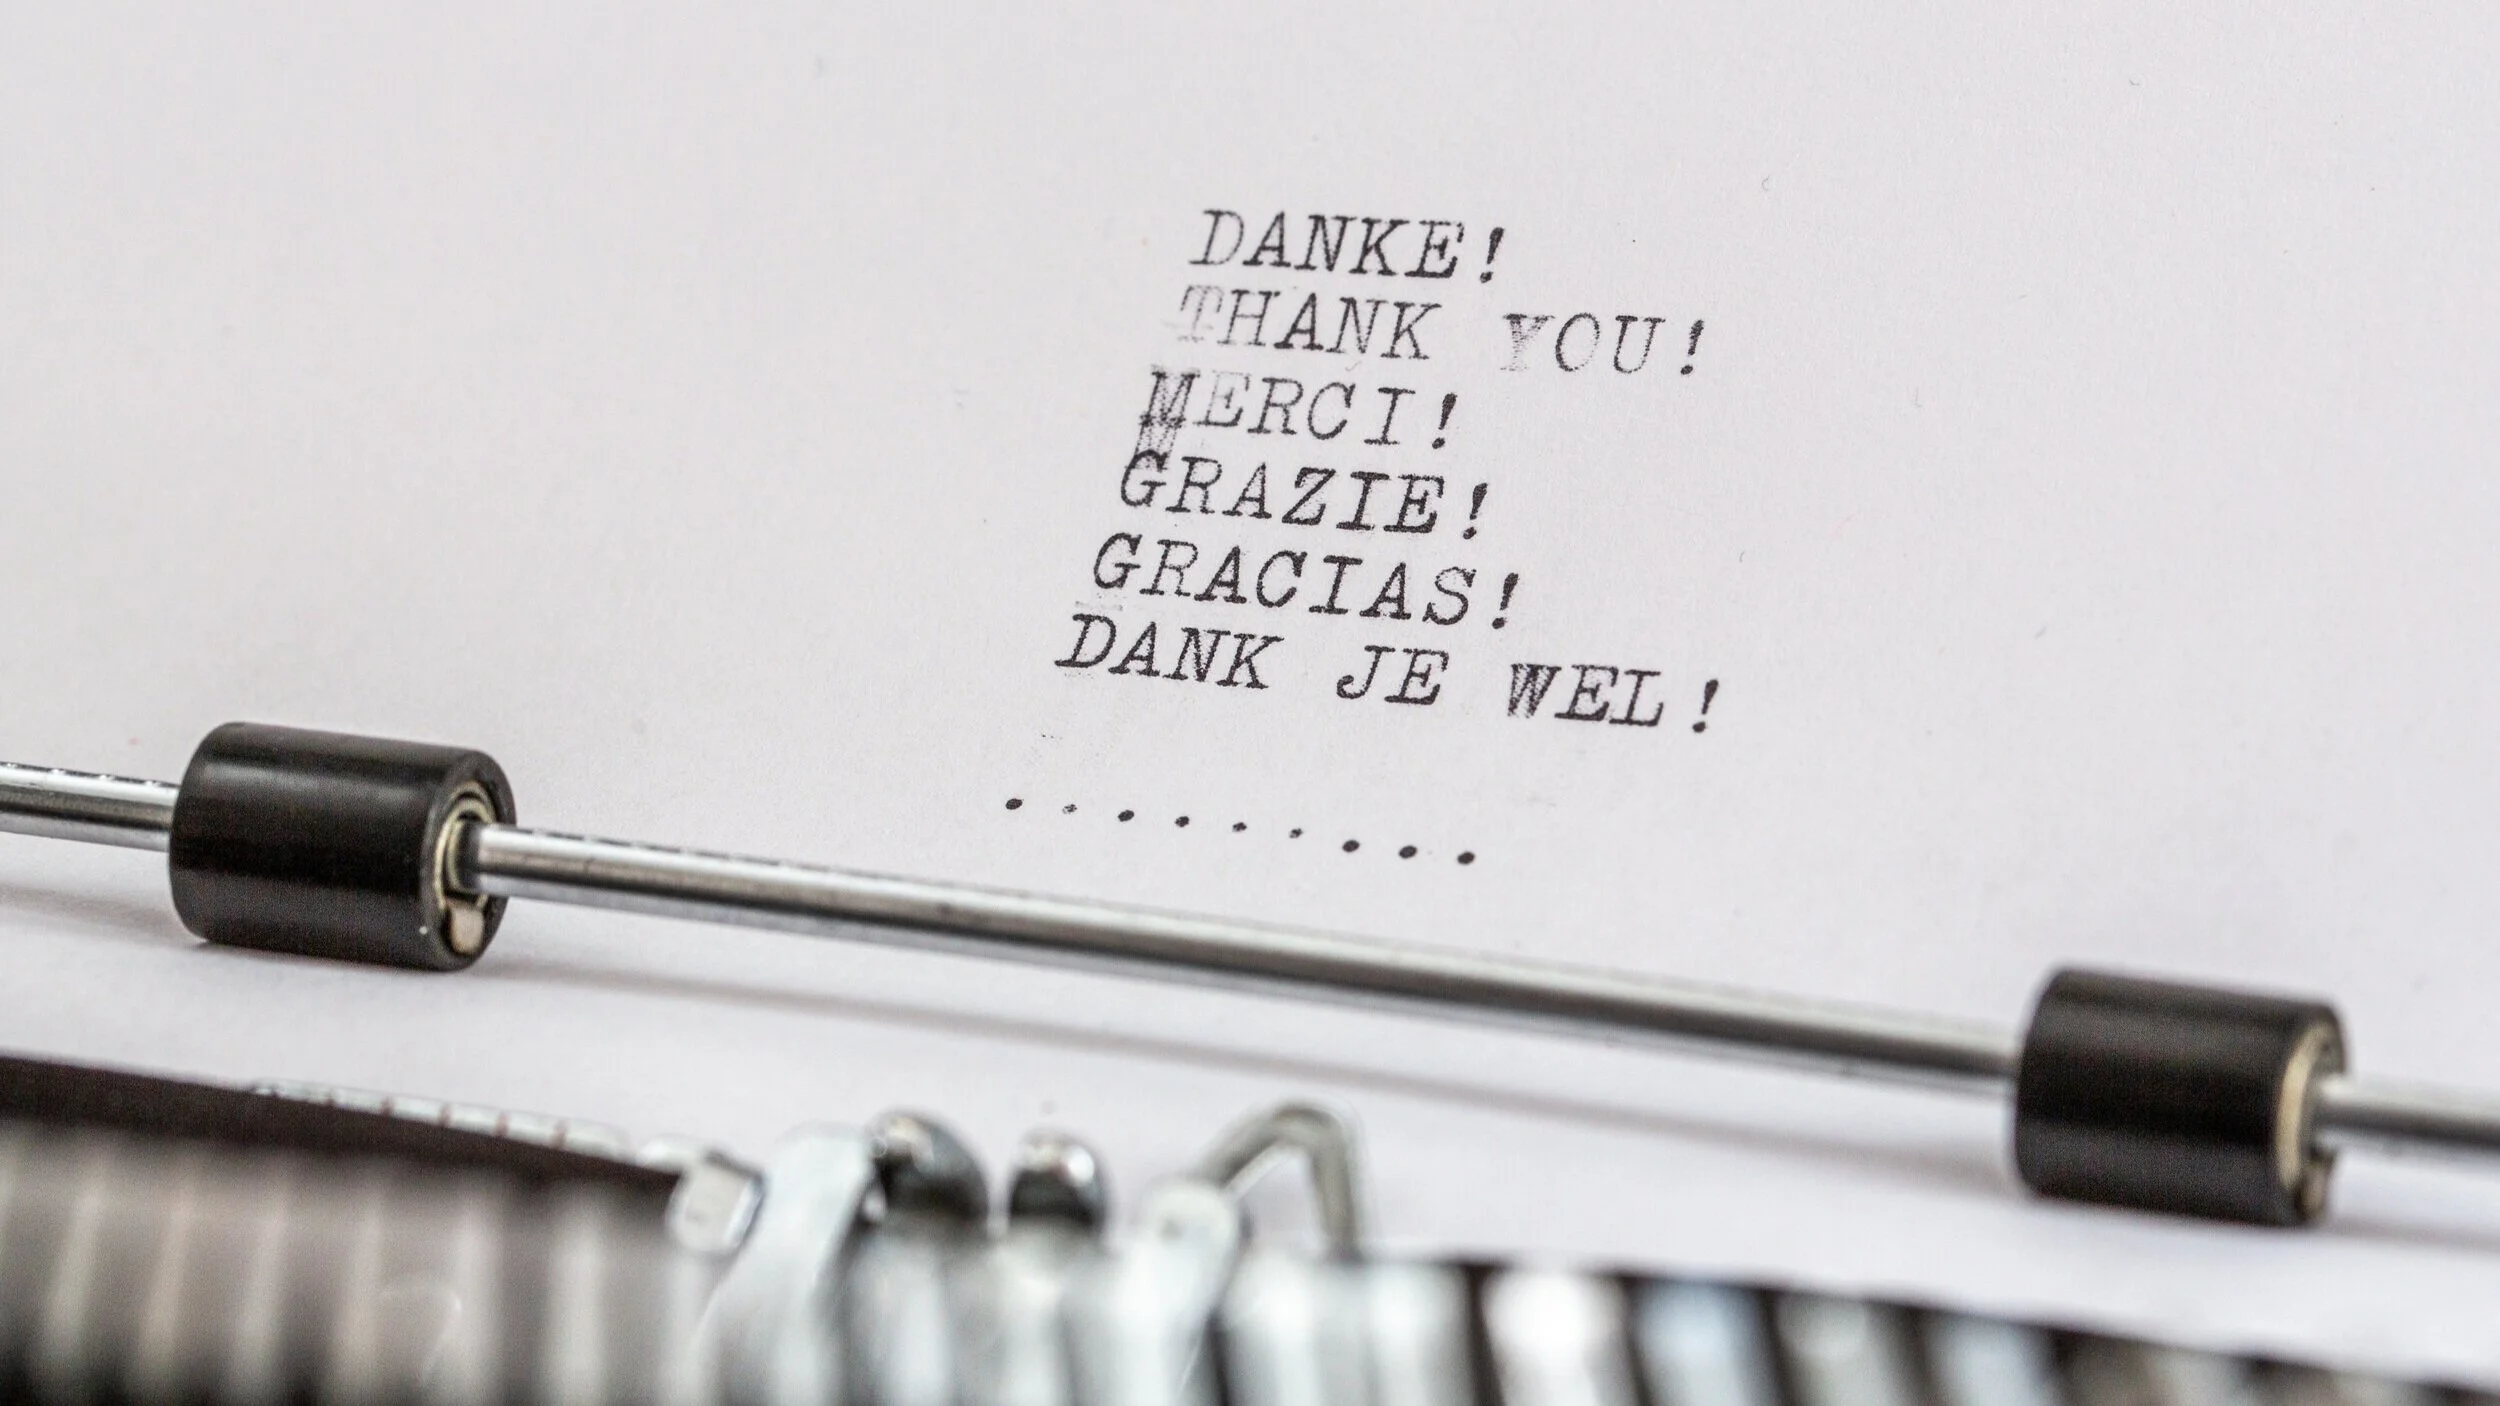 DANKE!
THANK YOU!
MERCI!
GRAZIE!
GRACIAS!
DANK JE WEL!
.........